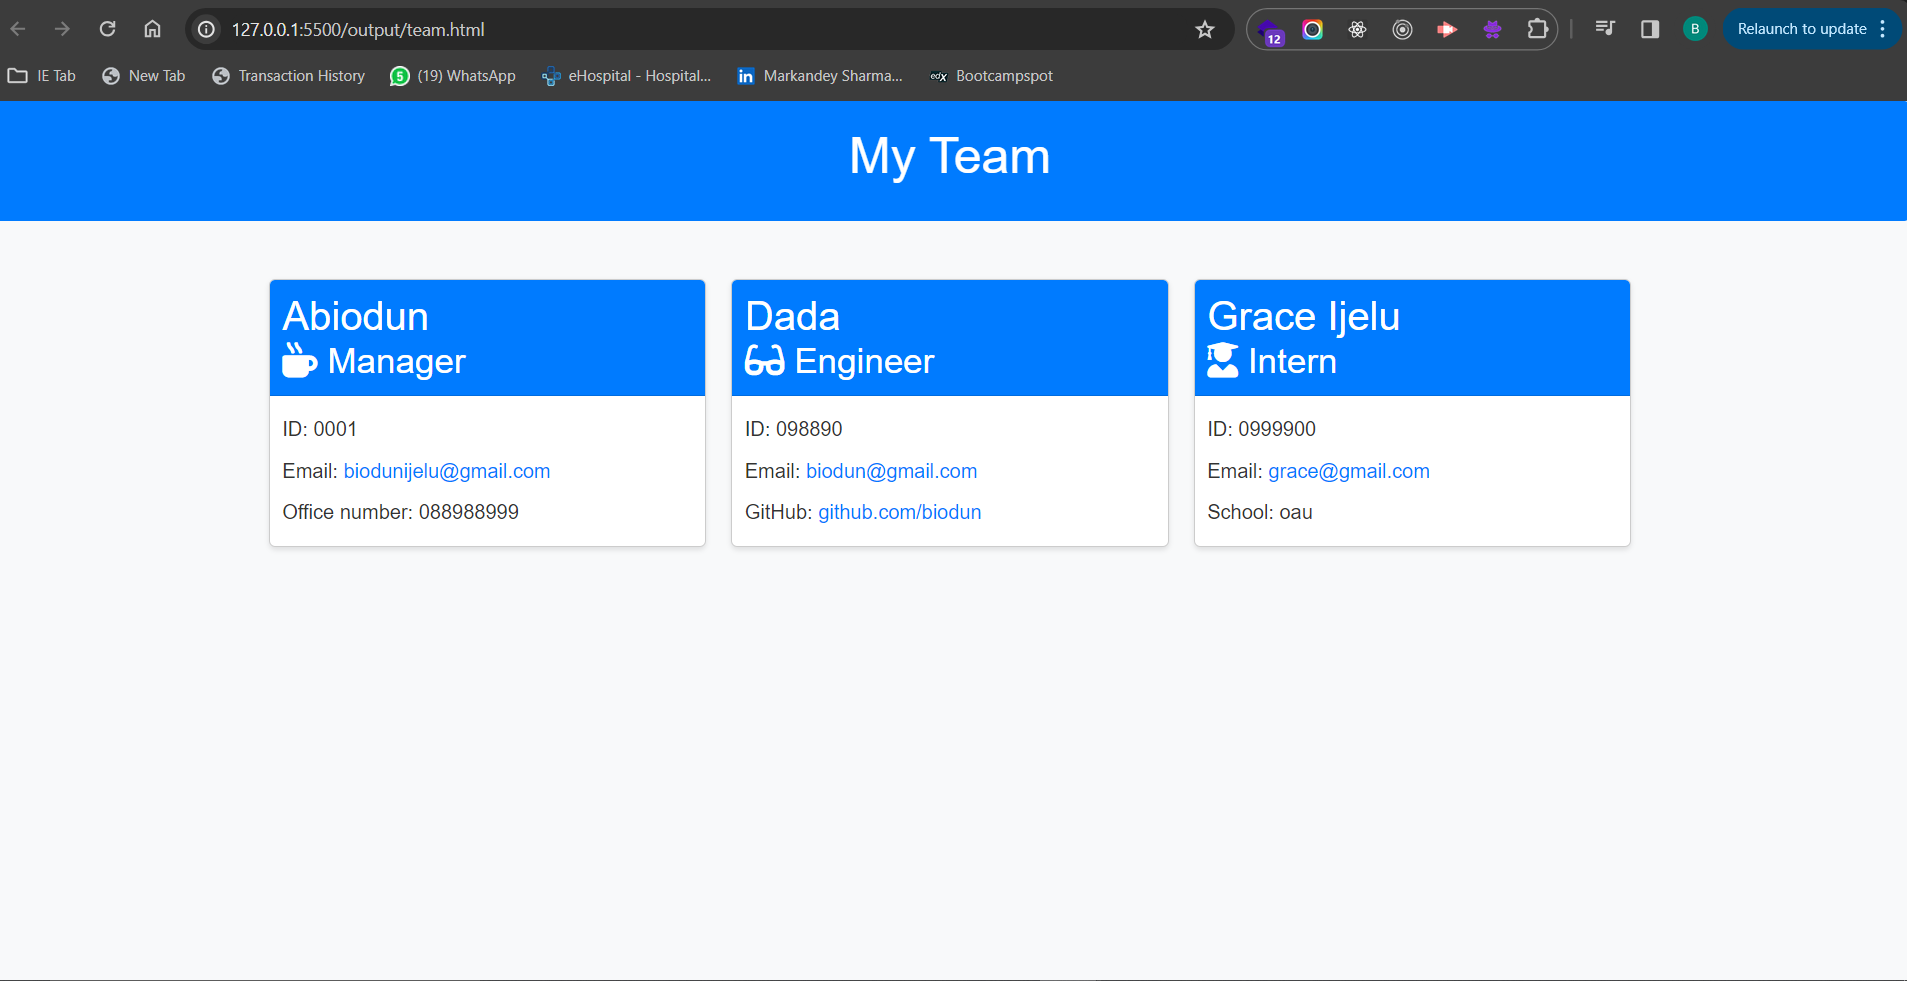 127.0.0.1:5500/output/team.html
12
B
Relaunch to update
IE Tab
New Tab
Transaction History
5
(19) WhatsApp
eHospital - Hospital...
in
Markandey Sharma...
edX
Bootcampspot
My Team
Abiodun
Manager
ID: 0001
Email: biodunijelu@gmail.com
Office number: 088988999
Dada
Engineer
ID: 098890
Email: biodun@gmail.com
GitHub: github.com/biodun
Grace Ijelu
Intern
ID: 0999900
Email: grace@gmail.com
School: oau